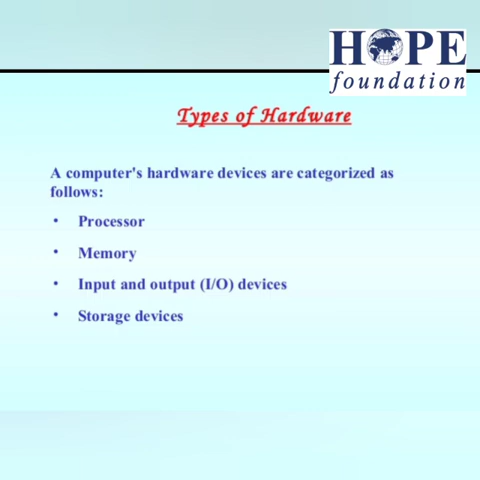 HOPE
foundation
Types of Hardware
A computer's hardware devices are categorized as
follows:
• Processor
• Memory
• Input and output (I/O) devices
• Storage devices